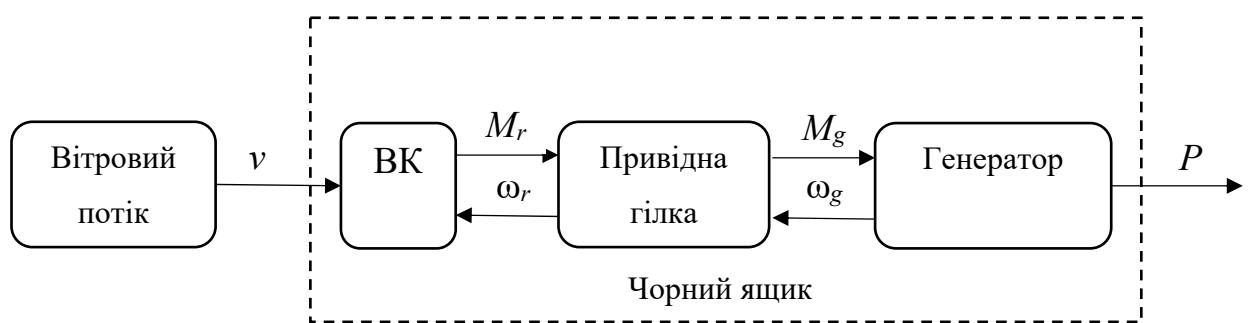 Вітровий
потік
v
ВК
M_r
ω_r
Привідна
гілка
M_g
ω_g
Генератор
P
Чорний ящик